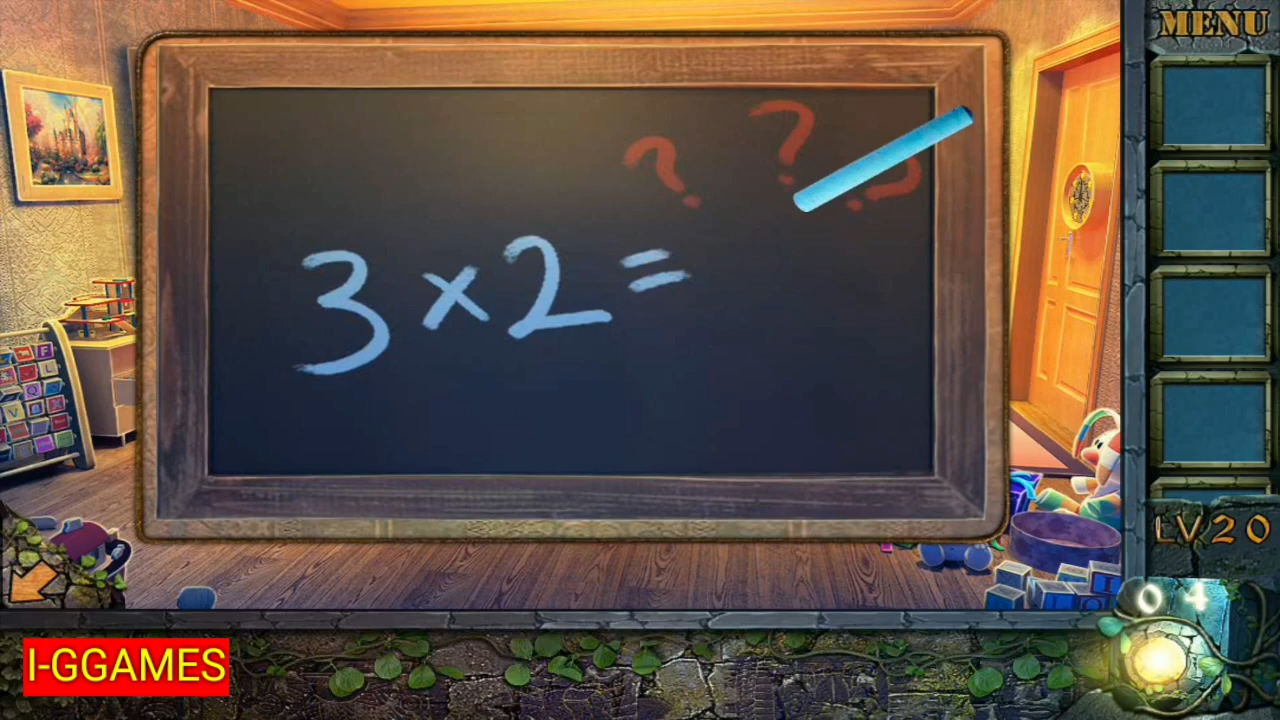 MENU
? ? ?
3 × 2 =
LV20
04
I-GGAMES